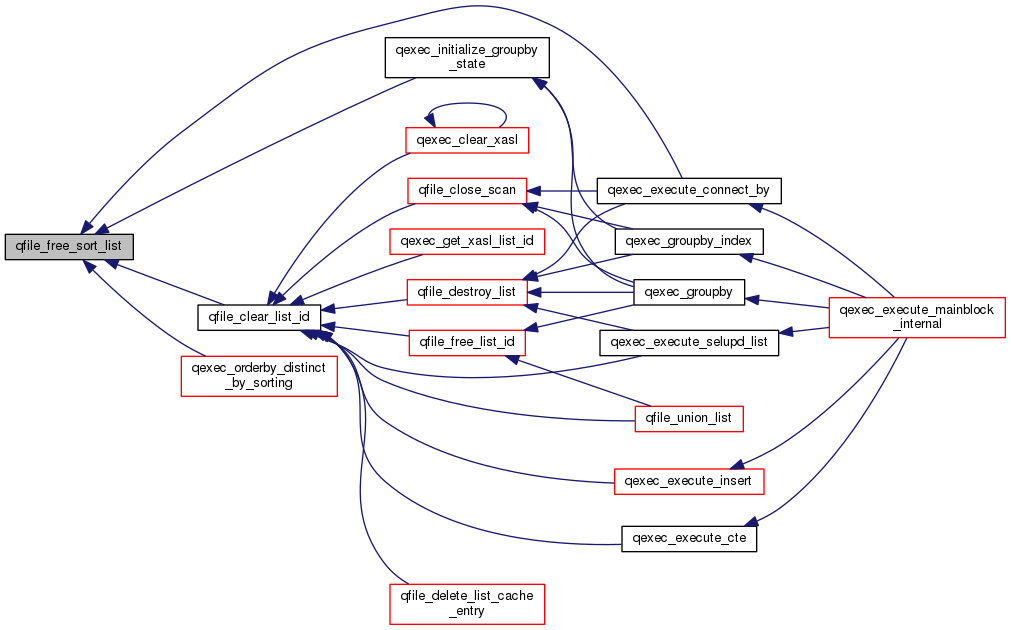 qexec_initialize_groupby
_state
qexec_clear_xasl
qfile_close_scan
qexec_execute_connect_by
qfile_free_sort_list
qexec_get_xasl_list_id
qexec_groupby_index
qfile_destroy_list
qexec_groupby
qfile_clear_list_id
qexec_execute_mainblock
_internal
qfile_free_list_id
qexec_execute_selupd_list
qexec_orderby_distinct
_by_sorting
qfile_union_list
qexec_execute_insert
qexec_execute_cte
qfile_delete_list_cache
_entry